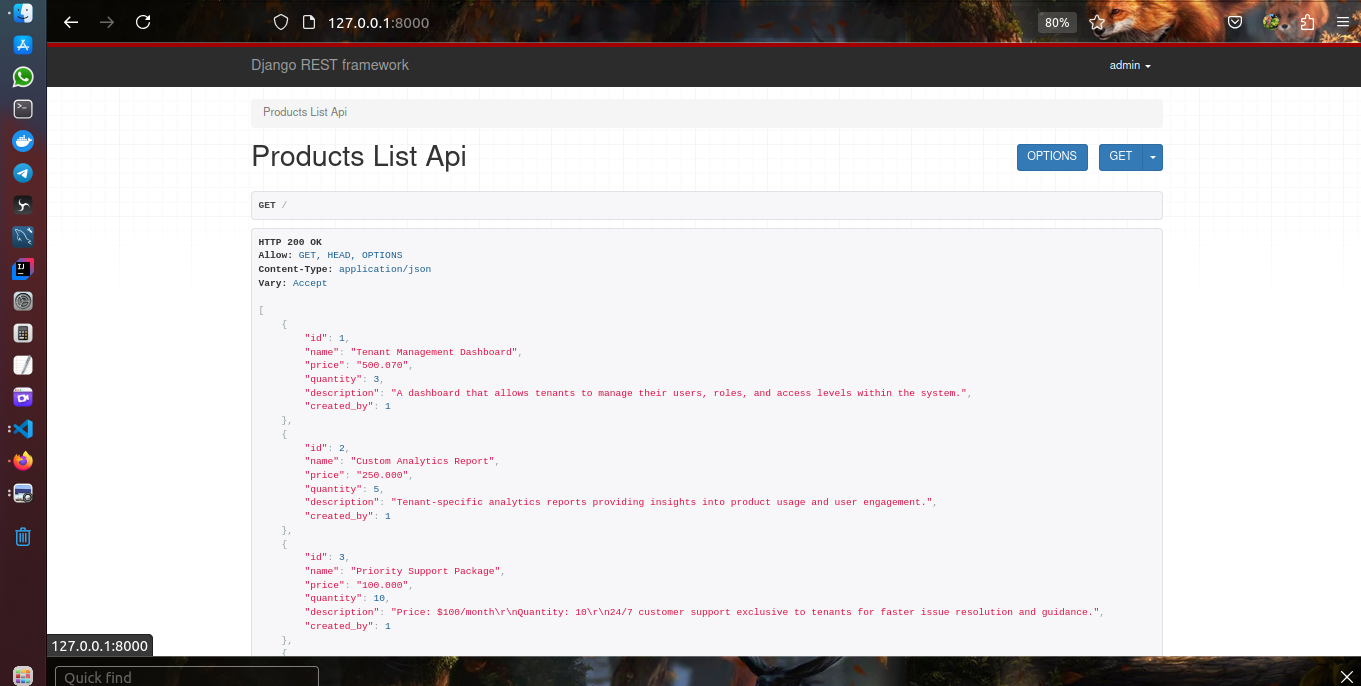 127.0.0.1:8000
80%
Django REST framework
admin
Products List Api
Products List Api
OPTIONS
GET
GET /
HTTP 200 OK
Allow: GET, HEAD, OPTIONS
Content-Type: application/json
Vary: Accept
[
{
"id": 1,
"name": "Tenant Management Dashboard",
"price": "500.070",
"quantity": 3,
"description": "A dashboard that allows tenants to manage their users, roles, and access levels within the system.",
"created_by": 1
},
{
"id": 2,
"name": "Custom Analytics Report",
"price": "250.000",
"quantity": 5,
"description": "Tenant-specific analytics reports providing insights into product usage and user engagement.",
"created_by": 1
},
{
"id": 3,
"name": "Priority Support Package",
"price": "100.000",
"quantity": 10,
"description": "Price: $100/month\r\nQuantity: 10\r\n24/7 customer support exclusive to tenants for faster issue resolution and guidance.",
"created_by": 1
},
{
127.0.0.1:8000
Quick find